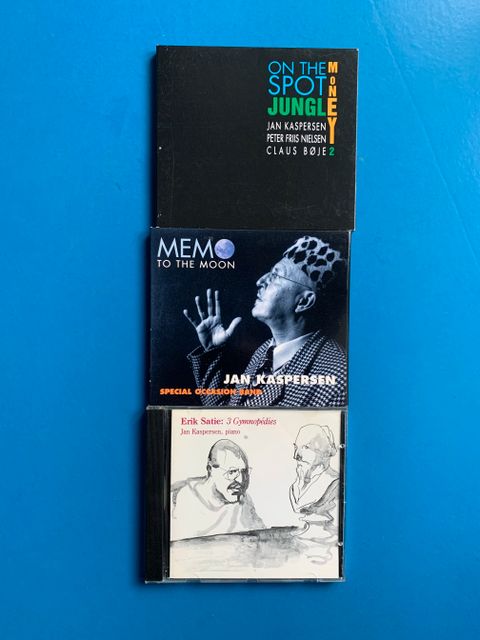 ON THE
SPOT
JUNGLE
MONEY 2
JAN KASPERSEN
PETER FRIIS NIELSEN
CLAUS BØJE
MEMO
TO THE MOON
JAN KASPERSEN
SPECIAL OCCASION BAND
Erik Satie: 3 Gymnopédies
Jan Kaspersen, piano